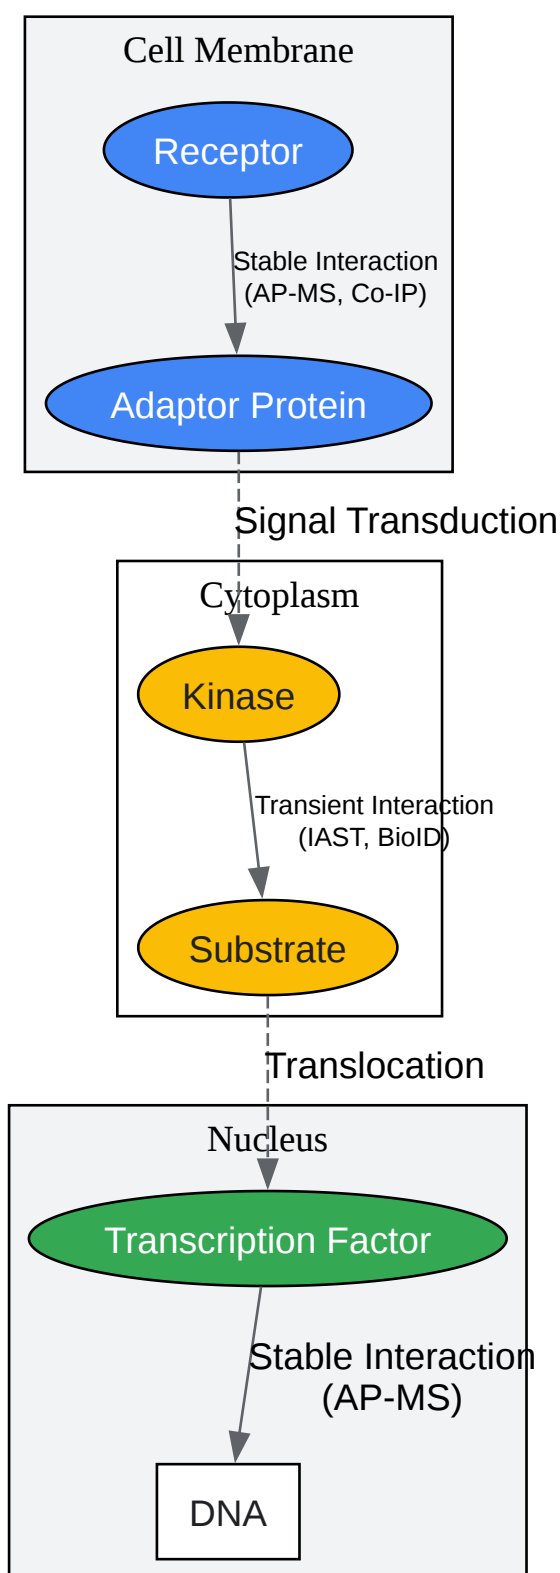 Cell Membrane
Receptor
Stable Interaction
(AP-MS, Co-IP)
Adaptor Protein
Signal Transduction
Cytoplasm
Kinase
Transient Interaction
(IAST, BioID)
Substrate
Translocation
Nucleus
Transcription Factor
Stable Interaction
(AP-MS)
DNA